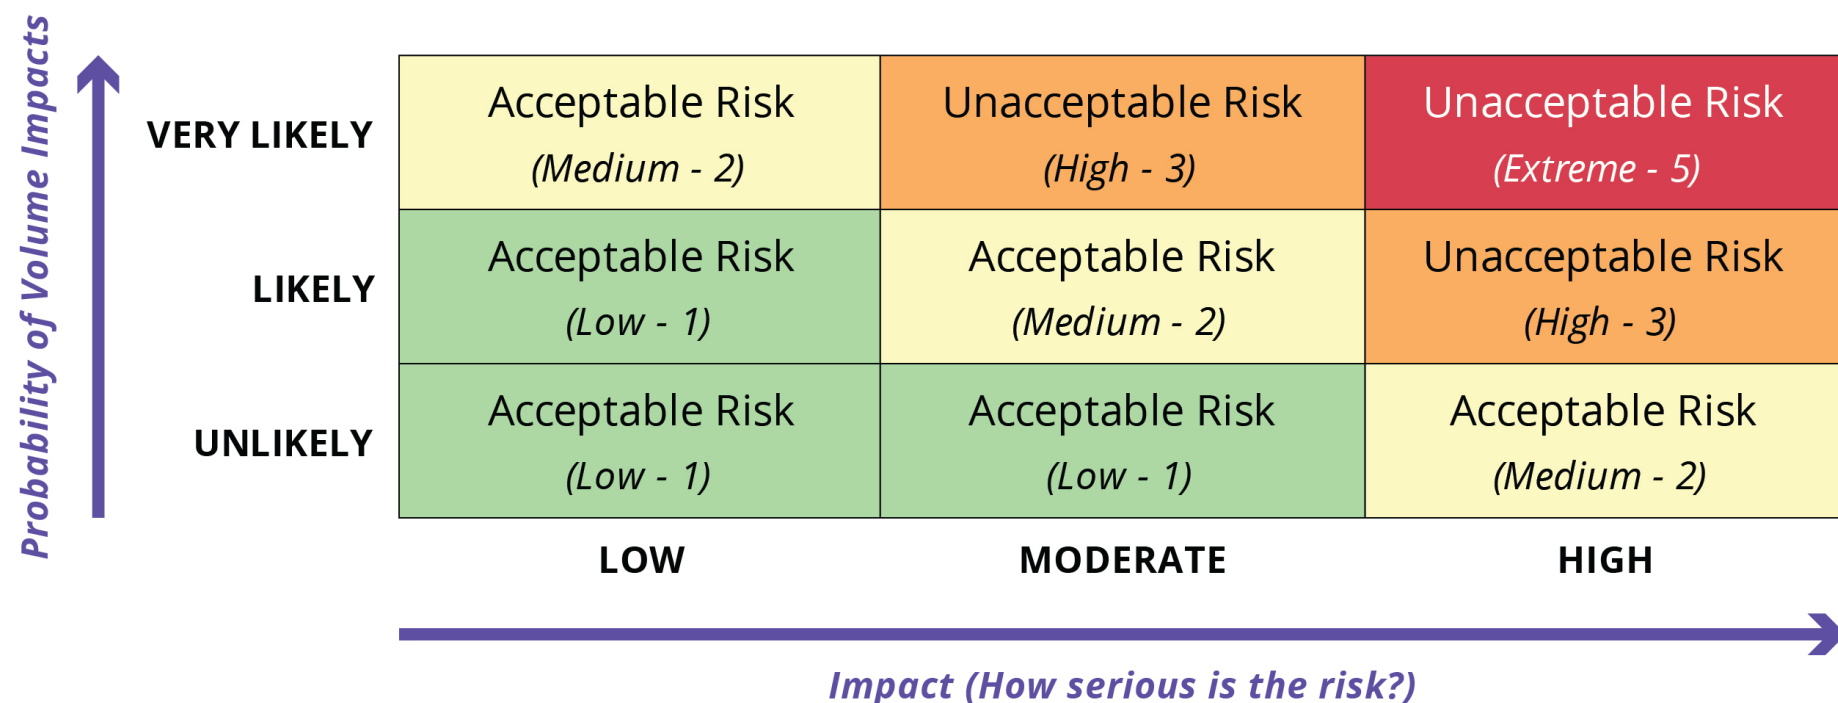 Probability of Volume Impacts
VERY LIKELY
Acceptable Risk
(Medium - 2)
Unacceptable Risk
(High - 3)
Unacceptable Risk
(Extreme - 5)
LIKELY
Acceptable Risk
(Low - 1)
Acceptable Risk
(Medium - 2)
Unacceptable Risk
(High - 3)
UNLIKELY
Acceptable Risk
(Low - 1)
Acceptable Risk
(Low - 1)
Acceptable Risk
(Medium - 2)
LOW
MODERATE
HIGH
Impact (How serious is the risk?)